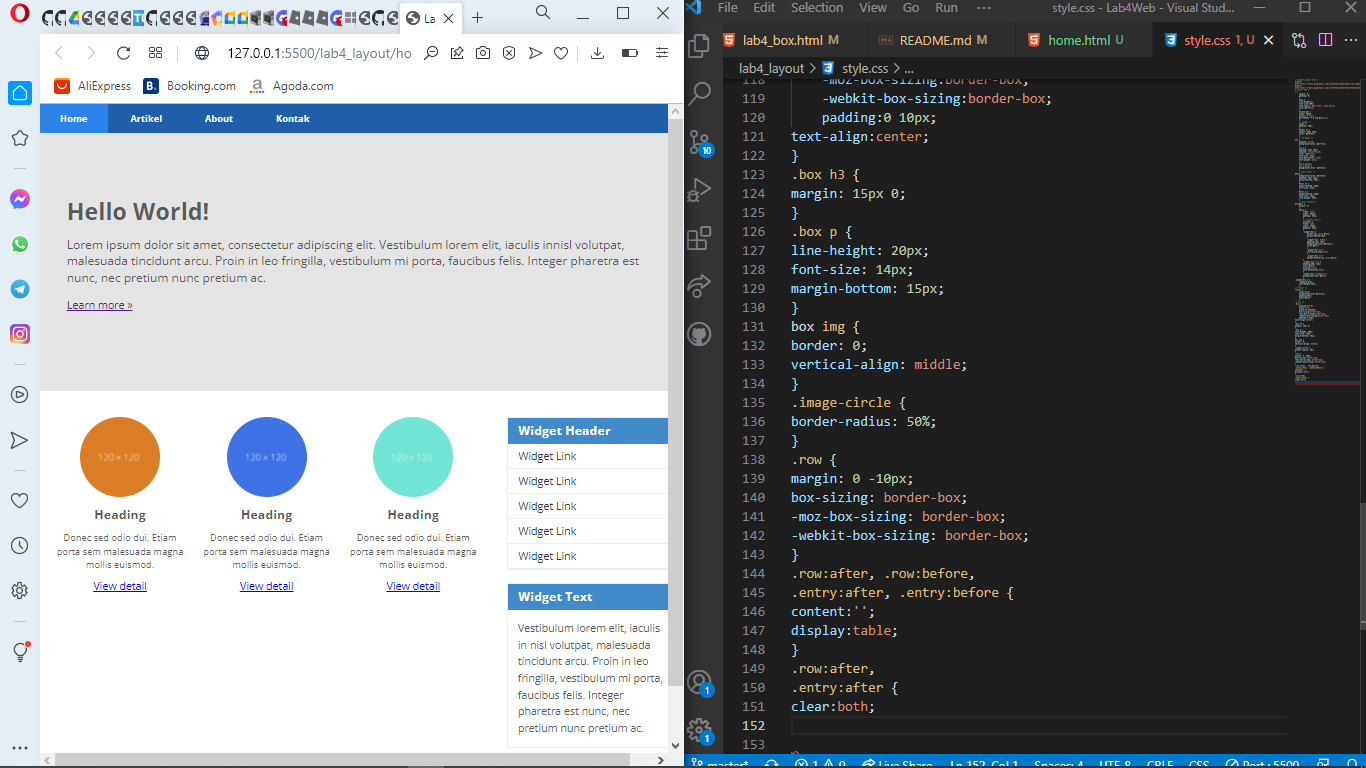 La
127.0.0.1:5500/lab4_layout/ho
AliExpress
Booking.com
Agoda.com
Home
Artikel
About
Kontak
Hello World!
Lorem ipsum dolor sit amet, consectetur adipiscing elit. Vestibulum lorem elit, iaculis innisl volutpat,
malesuada tincidunt arcu. Proin in leo fringilla, vestibulum mi porta, faucibus felis. Integer pharetra est
nunc, nec pretium nunc pretium ac.
Learn more »
120 × 120
120 × 120
120 × 120
Heading
Donec sed odio dui. Etiam
porta sem malesuada magna
mollis euismod.
View detail
Heading
Donec sed odio dui. Etiam
porta sem malesuada magna
mollis euismod.
View detail
Heading
Donec sed odio dui. Etiam
porta sem malesuada magna
mollis euismod.
View detail
Widget Header
Widget Link
Widget Link
Widget Link
Widget Link
Widget Link
Widget Text
Vestibulum lorem elit, iaculis
in nisl volutpat, malesuada
tincidunt arcu. Proin in leo
fringilla, vestibulum mi porta,
faucibus felis. Integer
pharetra est nunc, nec
pretium nunc pretium ac.
File Edit Selection View Go Run ··· style.css - Lab4Web - Visual Stud...
lab4_box.html M
README.md M
home.html U
style.css 1, U
lab4_layout > style.css > ...
10
1
1
118 -moz-box-sizing:border-box;
119 -webkit-box-sizing:border-box;
120 padding:0 10px;
121 text-align:center;
122 }
123 .box h3 {
124 margin: 15px 0;
125 }
126 .box p {
127 line-height: 20px;
128 font-size: 14px;
129 margin-bottom: 15px;
130 }
131 box img {
132 border: 0;
133 vertical-align: middle;
134 }
135 .image-circle {
136 border-radius: 50%;
137 }
138 .row {
139 margin: 0 -10px;
140 box-sizing: border-box;
141 -moz-box-sizing: border-box;
142 -webkit-box-sizing: border-box;
143 }
144 .row:after, .row:before,
145 .entry:after, .entry:before {
146 content:'';
147 display:table;
148 }
149 .row:after,
150 .entry:after {
151 clear:both;
152
153
master* 1 0 Live Share Ln 152, Col 1 Spaces: 4 UTF-8 CRLF CSS Port : 5500